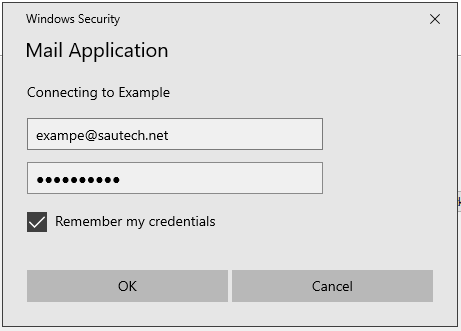 Windows Security
Mail Application
Connecting to Example
exampe@sautech.net
●●●●●●●●●●
Remember my credentials
OK
Cancel